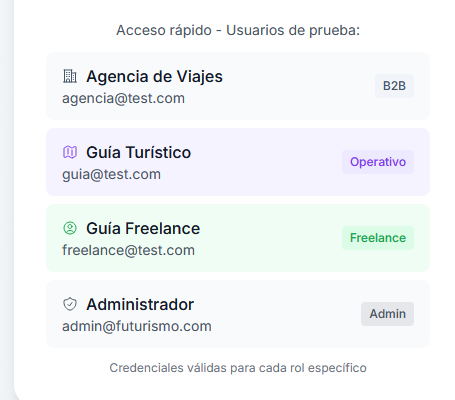 Acceso rápido - Usuarios de prueba:
Agencia de Viajes
agencia@test.com
B2B
Guía Turístico
guia@test.com
Operativo
Guía Freelance
freelance@test.com
Freelance
Administrador
admin@futurismo.com
Admin
Credenciales válidas para cada rol específico